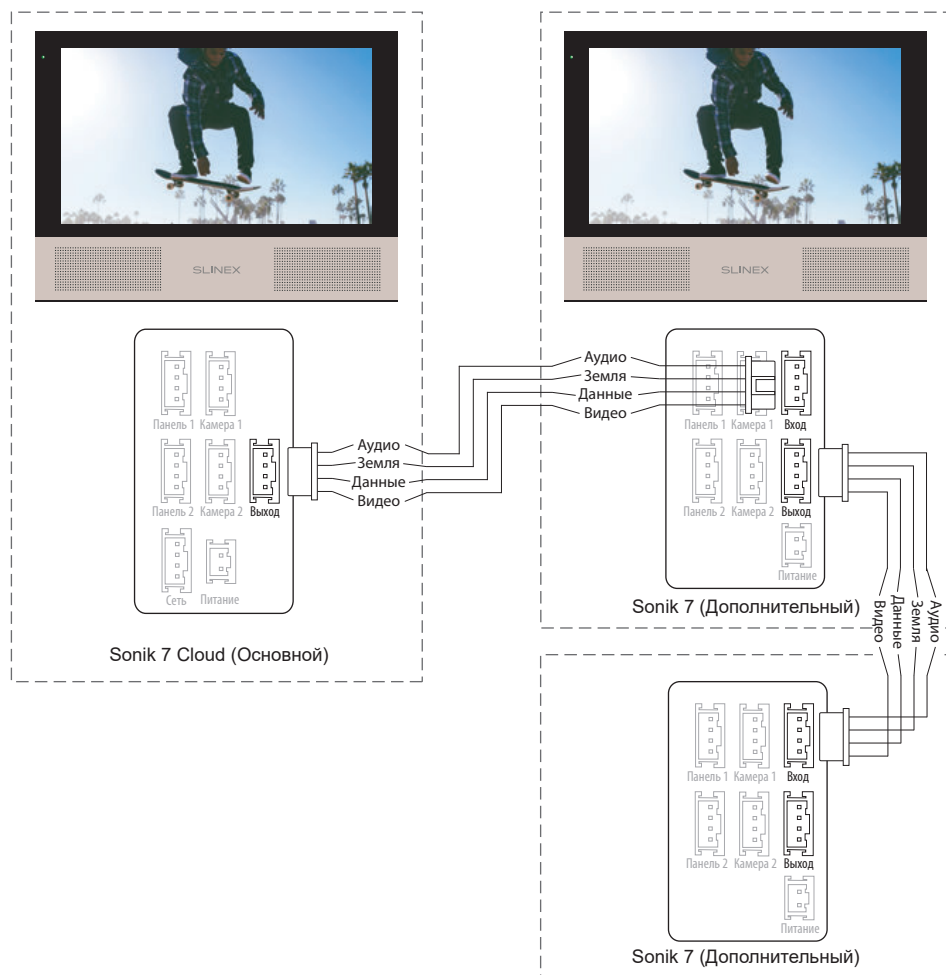 SLINEX
SLINEX
Панель 1 Камера 1
Аудио
Земля
Данные
Видео
Панель 2 Камера 2 Выход
Сеть Питание
Sonik 7 Cloud (Основной)
Аудио
Земля
Данные
Видео
Панель 1 Камера 1 Вход
Панель 2 Камера 2 Выход
Питание
Sonik 7 (Дополнительный)
Видео
Данные
Земля
Аудио
Панель 1 Камера 1 Вход
Панель 2 Камера 2 Выход
Питание
Sonik 7 (Дополнительный)